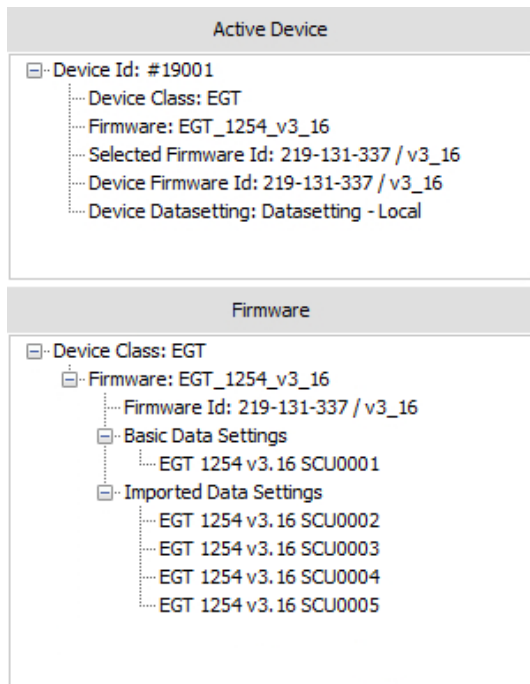 Active Device
Device Id: #19001
Device Class: EGT
Firmware: EGT_1254_v3_16
Selected Firmware Id: 219-131-337 / v3_16
Device Firmware Id: 219-131-337 / v3_16
Device Datasetting: Datasetting - Local
Firmware
Device Class: EGT
Firmware: EGT_1254_v3_16
Firmware Id: 219-131-337 / v3_16
Basic Data Settings
EGT 1254 v3.16 SCU0001
Imported Data Settings
EGT 1254 v3.16 SCU0002
EGT 1254 v3.16 SCU0003
EGT 1254 v3.16 SCU0004
EGT 1254 v3.16 SCU0005